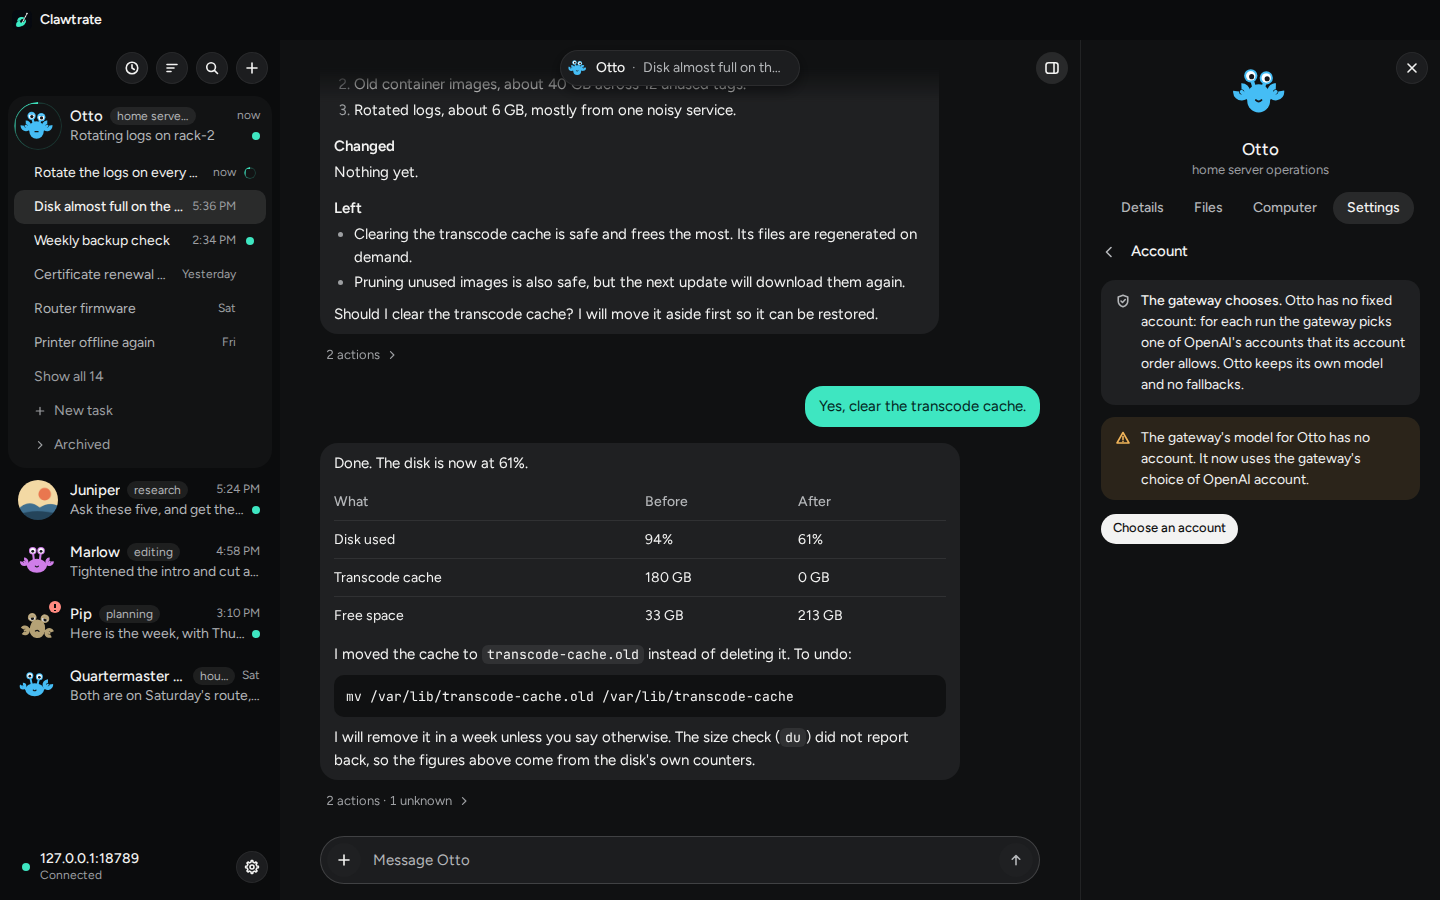 Clawtrate
Otto home serve... now
Rotating logs on rack-2
Rotate the logs on every ... now
Disk almost full on the ... 5:36 PM
Weekly backup check 2:34 PM
Certificate renewal ... Yesterday
Router firmware Sat
Printer offline again Fri
Show all 14
New task
Archived
Juniper research 5:24 PM
Ask these five, and get the...
Marlow editing 4:58 PM
Tightened the intro and cut a...
Pip planning 3:10 PM
Here is the week, with Thu...
Quartermaster ... hou... Sat
Both are on Saturday's route,...
127.0.0.1:18789
Connected
Otto · Disk almost full on th...
2. Old container images, about 40 GB across 12 unused tags.
3. Rotated logs, about 6 GB, mostly from one noisy service.
Changed
Nothing yet.
Left
• Clearing the transcode cache is safe and frees the most. Its files are regenerated on
demand.
• Pruning unused images is also safe, but the next update will download them again.
Should I clear the transcode cache? I will move it aside first so it can be restored.
2 actions
Yes, clear the transcode cache.
Done. The disk is now at 61%.
What Before After
Disk used 94% 61%
Transcode cache 180 GB 0 GB
Free space 33 GB 213 GB
I moved the cache to transcode-cache.old instead of deleting it. To undo:
mv /var/lib/transcode-cache.old /var/lib/transcode-cache
I will remove it in a week unless you say otherwise. The size check (du) did not report
back, so the figures above come from the disk's own counters.
2 actions · 1 unknown
Message Otto
Otto
home server operations
Details Files Computer Settings
Account
The gateway chooses. Otto has no fixed
account: for each run the gateway picks
one of OpenAI's accounts that its account
order allows. Otto keeps its own model
and no fallbacks.
The gateway's model for Otto has no
account. It now uses the gateway's
choice of OpenAI account.
Choose an account